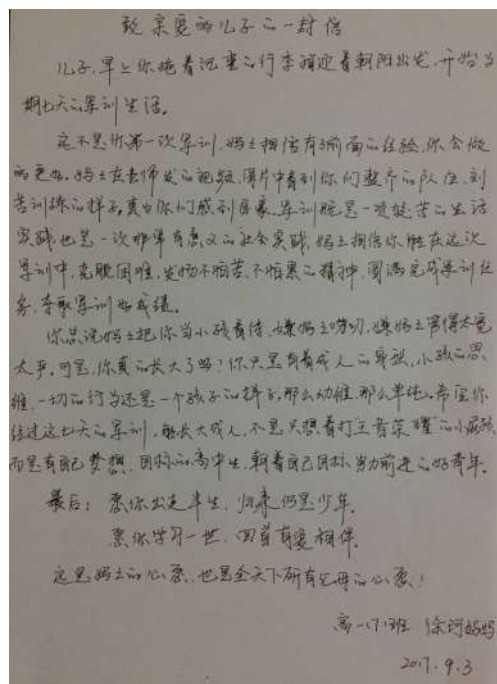 致亲爱的儿子的一封信
儿子,早上你拖着沉重的行李箱迎着朝阳出发,开始为
期七天的军训生活。
这不是你第一次军训,妈妈相信有了前面的经验,你会做
的更好。妈妈在老师发的视频、图片中看到你们整齐的队伍、刻
苦训练的样子,真为你们感到自豪。军训既是一次艰苦的生活
实践也是一次非常有意义的社会实践,妈妈相信你能在这次
军训中,克服困难,发扬不怕苦、不怕累的精神,圆满完成军训任
务,争取军训好成绩。
你总说妈妈把你当小孩看待,嫌妈妈唠叨,嫌妈妈管得太宽
太严。可是,你真的长大了吗?你只是有着成人的身躯,小孩的思
维,一切的行为还是一个孩子的样子,那么幼稚,那么单纯。希望你
经过这七天的军训,能长大成人,不是只想着打王者荣耀的小屁孩
而是有自己梦想、目标的高中生,朝着自己目标努力前进的好青年。
最后:愿你出走半生,归来仍是少年。
愿你学习一世,回首有爱相伴。
这是妈妈的心愿,也是全天下所有父母的心愿!
高一(7)班 徐珂妈妈
2017.9.3